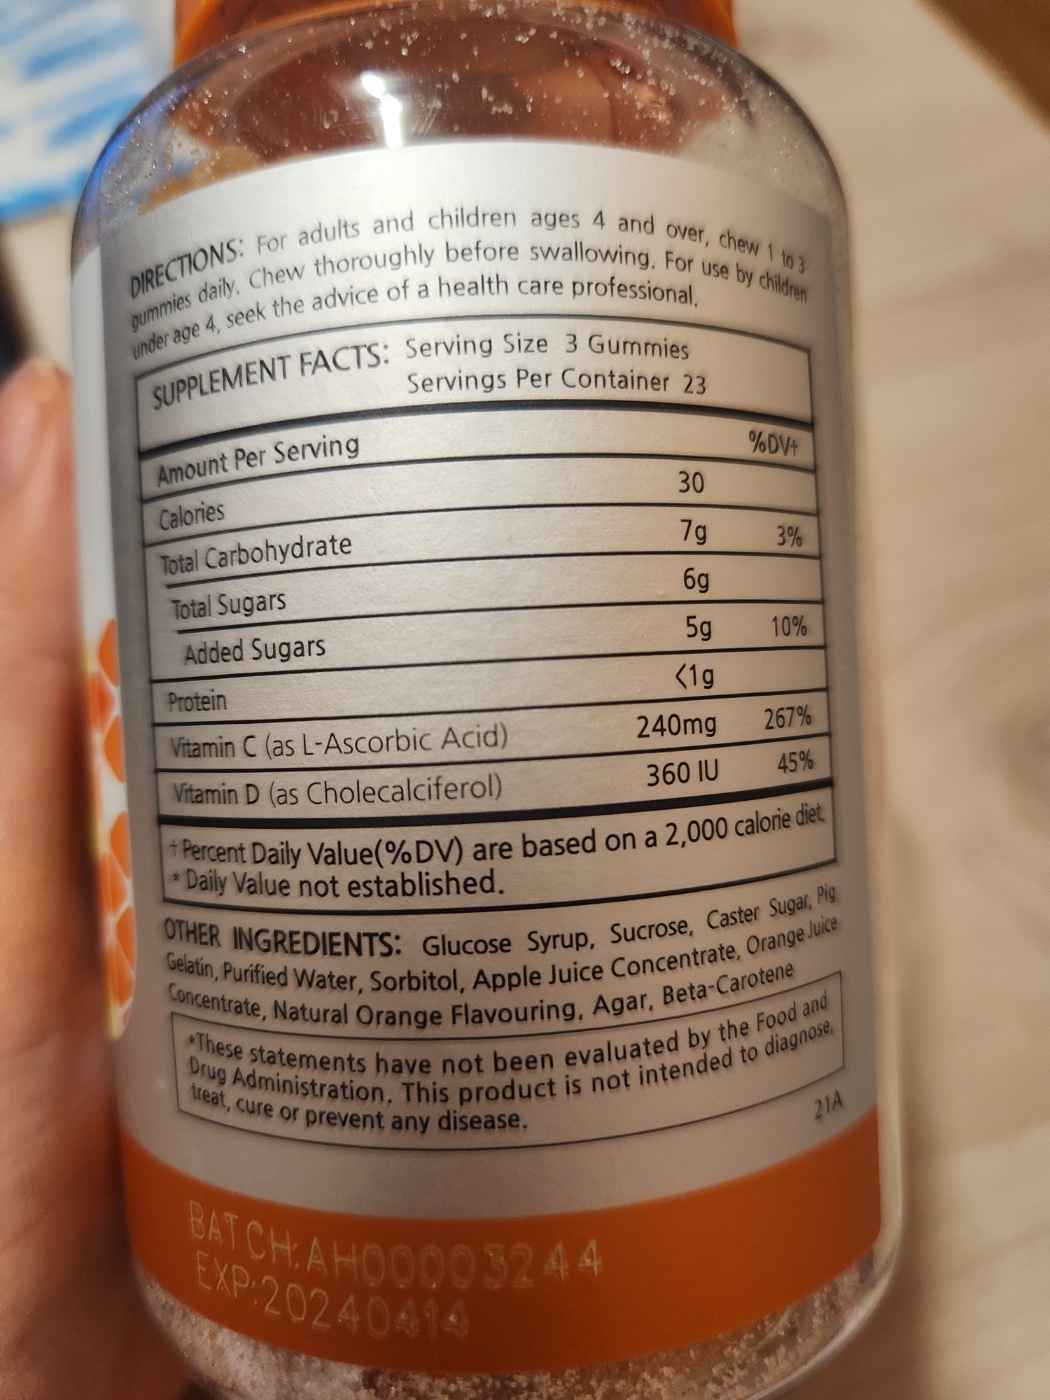 DIRECTIONS: For adults and children ages 4 and over, chew 1 to 3
gummies daily. Chew thoroughly before swallowing. For use by children
under age 4, seek the advice of a health care professional.
SUPPLEMENT FACTS: Serving Size 3 Gummies
Servings Per Container 23
Amount Per Serving %DV†
Calories 30
Total Carbohydrate 7g 3%
Total Sugars 6g
Added Sugars 5g 10%
Protein <1g
Vitamin C (as L-Ascorbic Acid) 240mg 267%
Vitamin D (as Cholecalciferol) 360 IU 45%
† Percent Daily Value(%DV) are based on a 2,000 calorie diet.
* Daily Value not established.
OTHER INGREDIENTS: Glucose Syrup, Sucrose, Caster Sugar, Pig
Gelatin, Purified Water, Sorbitol, Apple Juice Concentrate, Orange Juice
Concentrate, Natural Orange Flavouring, Agar, Beta-Carotene
*These statements have not been evaluated by the Food and
Drug Administration. This product is not intended to diagnose,
treat, cure or prevent any disease.
21A
BATCH:AH00003244
EXP:20240414